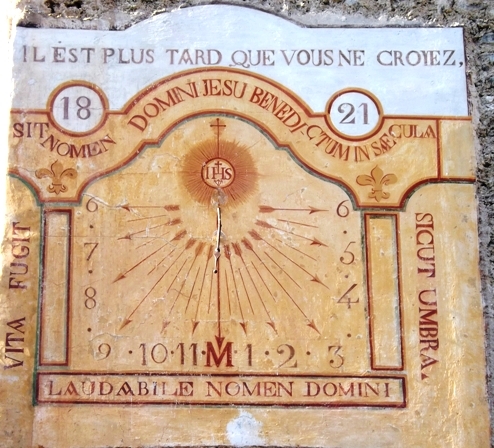 IL EST PLUS TARD QUE VOUS NE CROYEZ,
18 21
SIT NOMEN DOMINI JESU BENEDICTUM IN SÆCULA
IHS
VITA FUGIT
SICUT UMBRA.
6 6
7 5
8 4
9 · 10 · 11 · M · 1 · 2 · 3
LAUDABILE NOMEN DOMINI